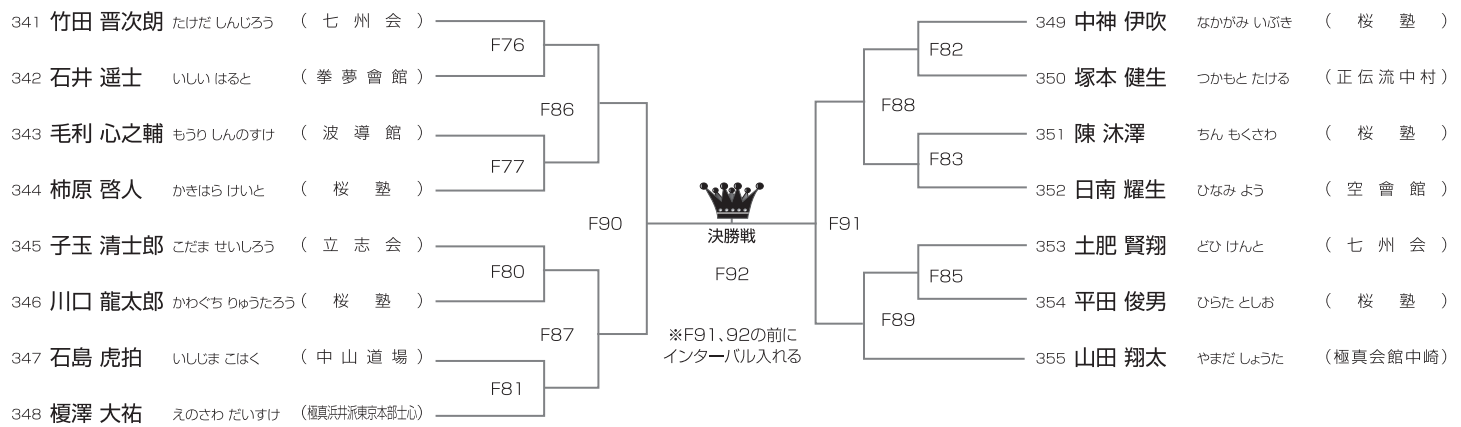 341 竹田 晋次朗 たけだ しんじろう （ 七 州 会 ）
F76
342 石井 遥士 いしい はると （ 拳 夢 會 館 ）
F86
343 毛利 心之輔 もうり しんのすけ （ 波 導 館 ）
F77
344 柿原 啓人 かきはら けいと （ 桜 塾 ）
F90
345 子玉 清士郎 こだま せいしろう （ 立 志 会 ）
F80
346 川口 龍太郎 かわぐち りゅうたろう （ 桜 塾 ）
F87
347 石島 虎拍 いしじま こはく （ 中 山 道 場 ）
F81
348 榎澤 大祐 えのさわ だいすけ （極真浜井派東京本部士心）
決勝戦
F92
※F91、92の前に
インターバル入れる
349 中神 伊吹 なかがみ いぶき （ 桜 塾 ）
F82
350 塚本 健生 つかもと たける （ 正 伝 流 中 村 ）
F88
351 陳 沐澤 ちん もくさわ （ 桜 塾 ）
F83
352 日南 耀生 ひなみ よう （ 空 會 館 ）
F91
353 土肥 賢翔 どひ けんと （ 七 州 会 ）
F85
354 平田 俊男 ひらた としお （ 桜 塾 ）
F89
355 山田 翔太 やまだ しょうた （極真会館中崎）